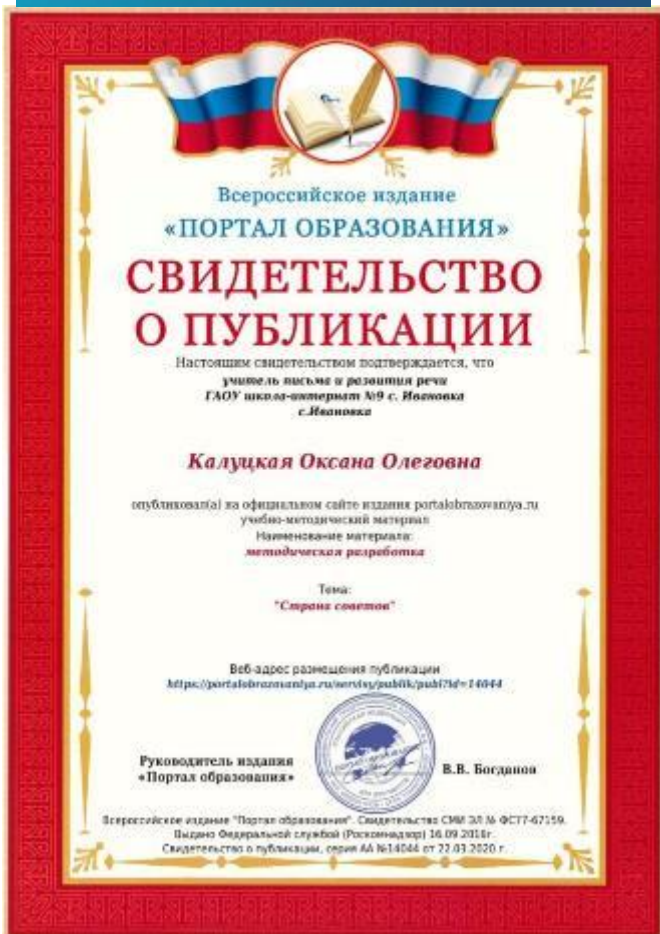 Всероссийское издание
«ПОРТАЛ ОБРАЗОВАНИЯ»
СВИДЕТЕЛЬСТВО
О ПУБЛИКАЦИИ
Настоящим свидетельством подтверждается, что
учитель письма и развития речи
ГАОУ школа-интернат №9 с. Ивановка
с.Ивановка
Калуцкая Оксана Олеговна
опубликовал(а) на официальном сайте издания portalobrazovaniya.ru
учебно-методический материал
Наименование материала:
методическая разработка
Тема:
"Страна советов"
Веб-адрес размещения публикации
https://portalobrazovaniya.ru/servisy/publik/publ?id=14044
Руководитель издания
«Портал образования»
В.В. Богданов
Всероссийское издание "Портал образования". Свидетельство СМИ ЭЛ № ФС77-67159.
Выдано Федеральной службой (Роскомнадзор) 16.09.2016г.
Свидетельство о публикации, серия АА №14044 от 22.03.2020 г.